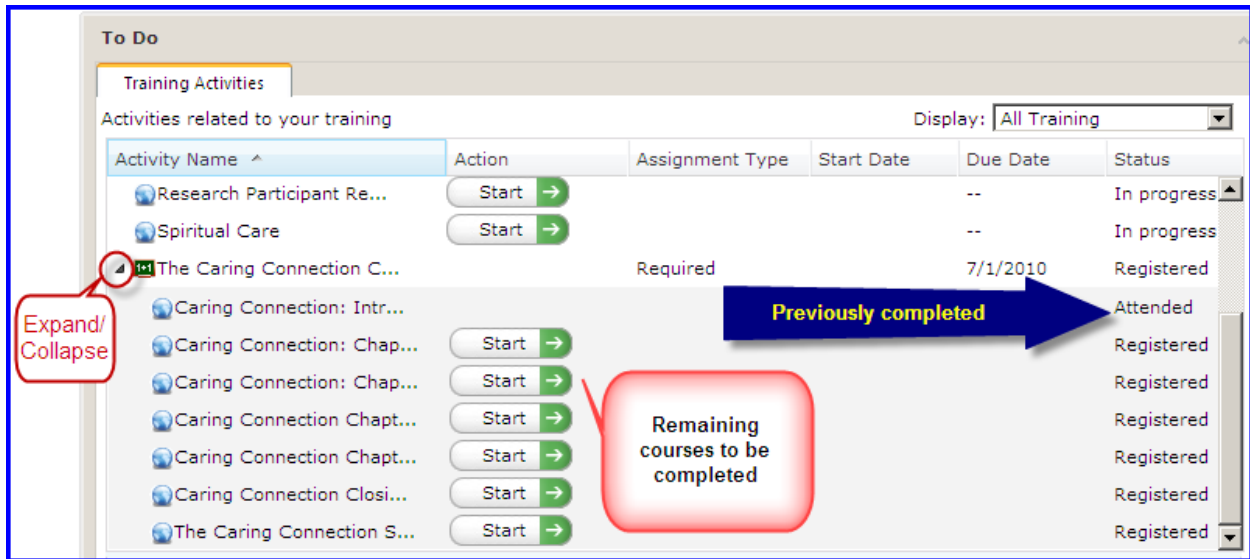 To Do
Training Activities
Activities related to your training Display: All Training
Activity Name Action Assignment Type Start Date Due Date Status
Research Participant Re... Start -- In progress
Spiritual Care Start -- In progress
The Caring Connection C... Required 7/1/2010 Registered
Caring Connection: Intr... Previously completed Attended
Expand/
Collapse
Caring Connection: Chap... Start Registered
Caring Connection: Chap... Start Registered
Caring Connection Chapt... Start Registered
Caring Connection Chapt... Start Registered
Caring Connection Closi... Start Registered
The Caring Connection S... Start Registered
Remaining
courses to be
completed